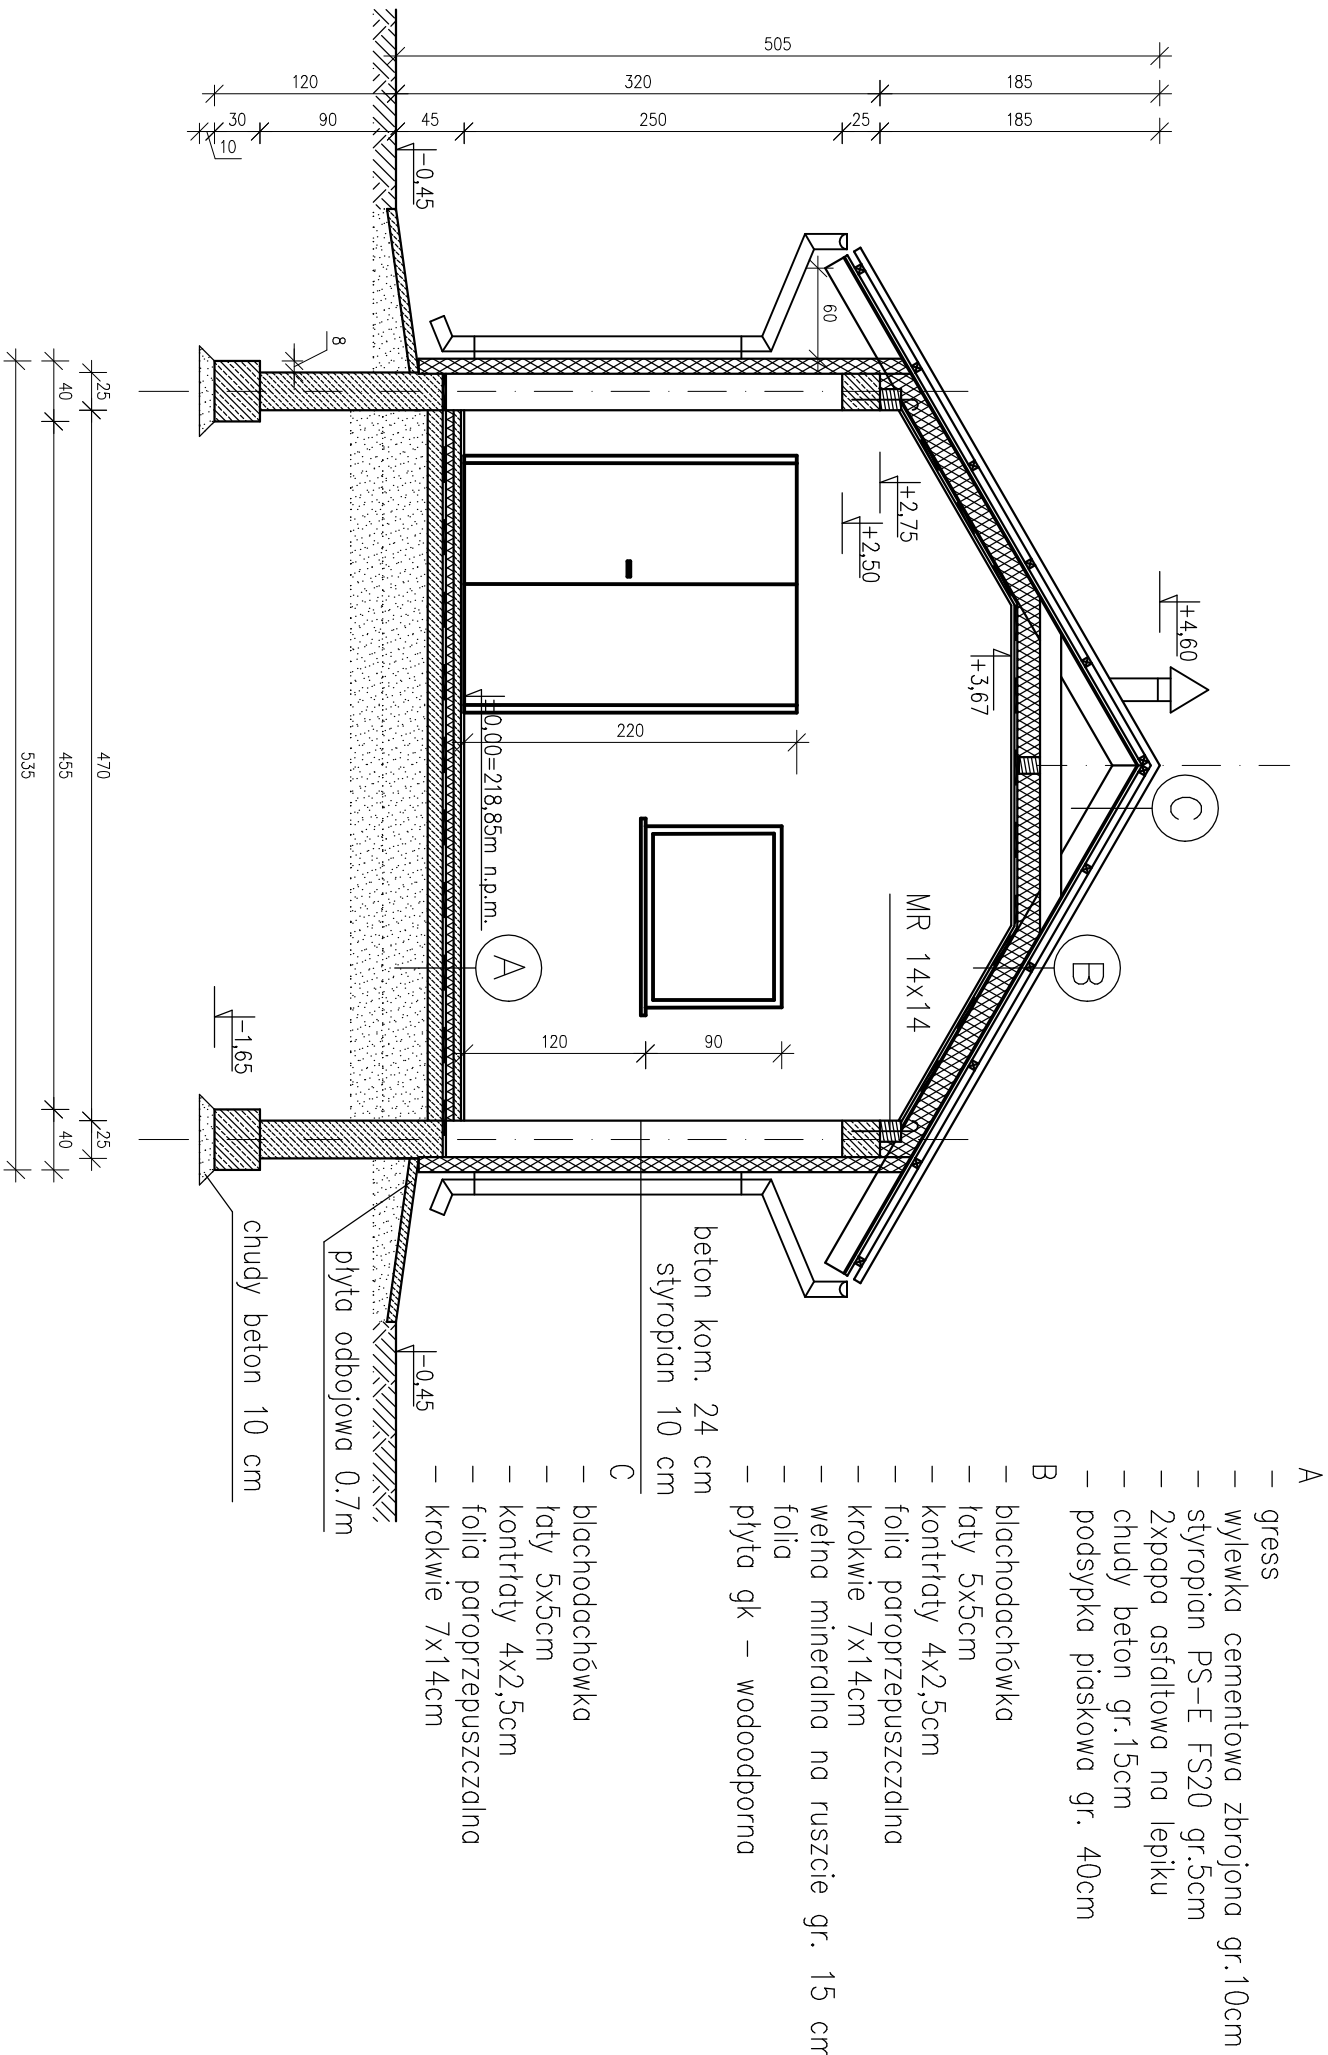 505
120
320
185
10
30
90
45
250
25
185
-0,45
60
8
25
40
+2,75
+2,50
+4,60
+3,67
±0,00=218,85m n.p.m.
220
C
B
A
MR 14x14
120
90
-1,65
470
455
535
25
40
-0,45
beton kom. 24 cm
styropian 10 cm
płyta odbojowa 0.7m
chudy beton 10 cm
A
- gress
- wylewka cementowa zbrojona gr.10cm
- styropian PS-E FS20 gr.5cm
- 2xpapa asfaltowa na lepiku
- chudy beton gr.15cm
- podsypka piaskowa gr. 40cm
B
- blachodachówka
- łaty 5x5cm
- kontrłaty 4x2,5cm
- folia paroprzepuszczalna
- krokwie 7x14cm
- wełna mineralna na ruszcie gr. 15 cm
- folia
- płyta gk - wodoodporna
C
- blachodachówka
- łaty 5x5cm
- kontrłaty 4x2,5cm
- folia paroprzepuszczalna
- krokwie 7x14cm